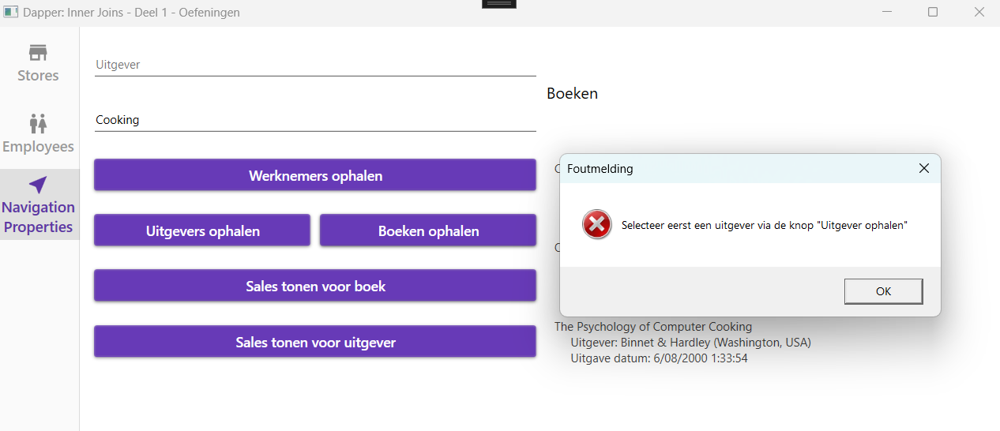 Dapper: Inner Joins - Deel 1 - Oefeningen
Stores
Employees
Navigation
Properties
Uitgever
Cooking
Werknemers ophalen
Uitgevers ophalen
Boeken ophalen
Sales tonen voor boek
Sales tonen voor uitgever
Boeken
Foutmelding
Selecteer eerst een uitgever via de knop "Uitgever ophalen"
OK
The Psychology of Computer Cooking
Uitgever: Binnet & Hardley (Washington, USA)
Uitgave datum: 6/08/2000 1:33:54